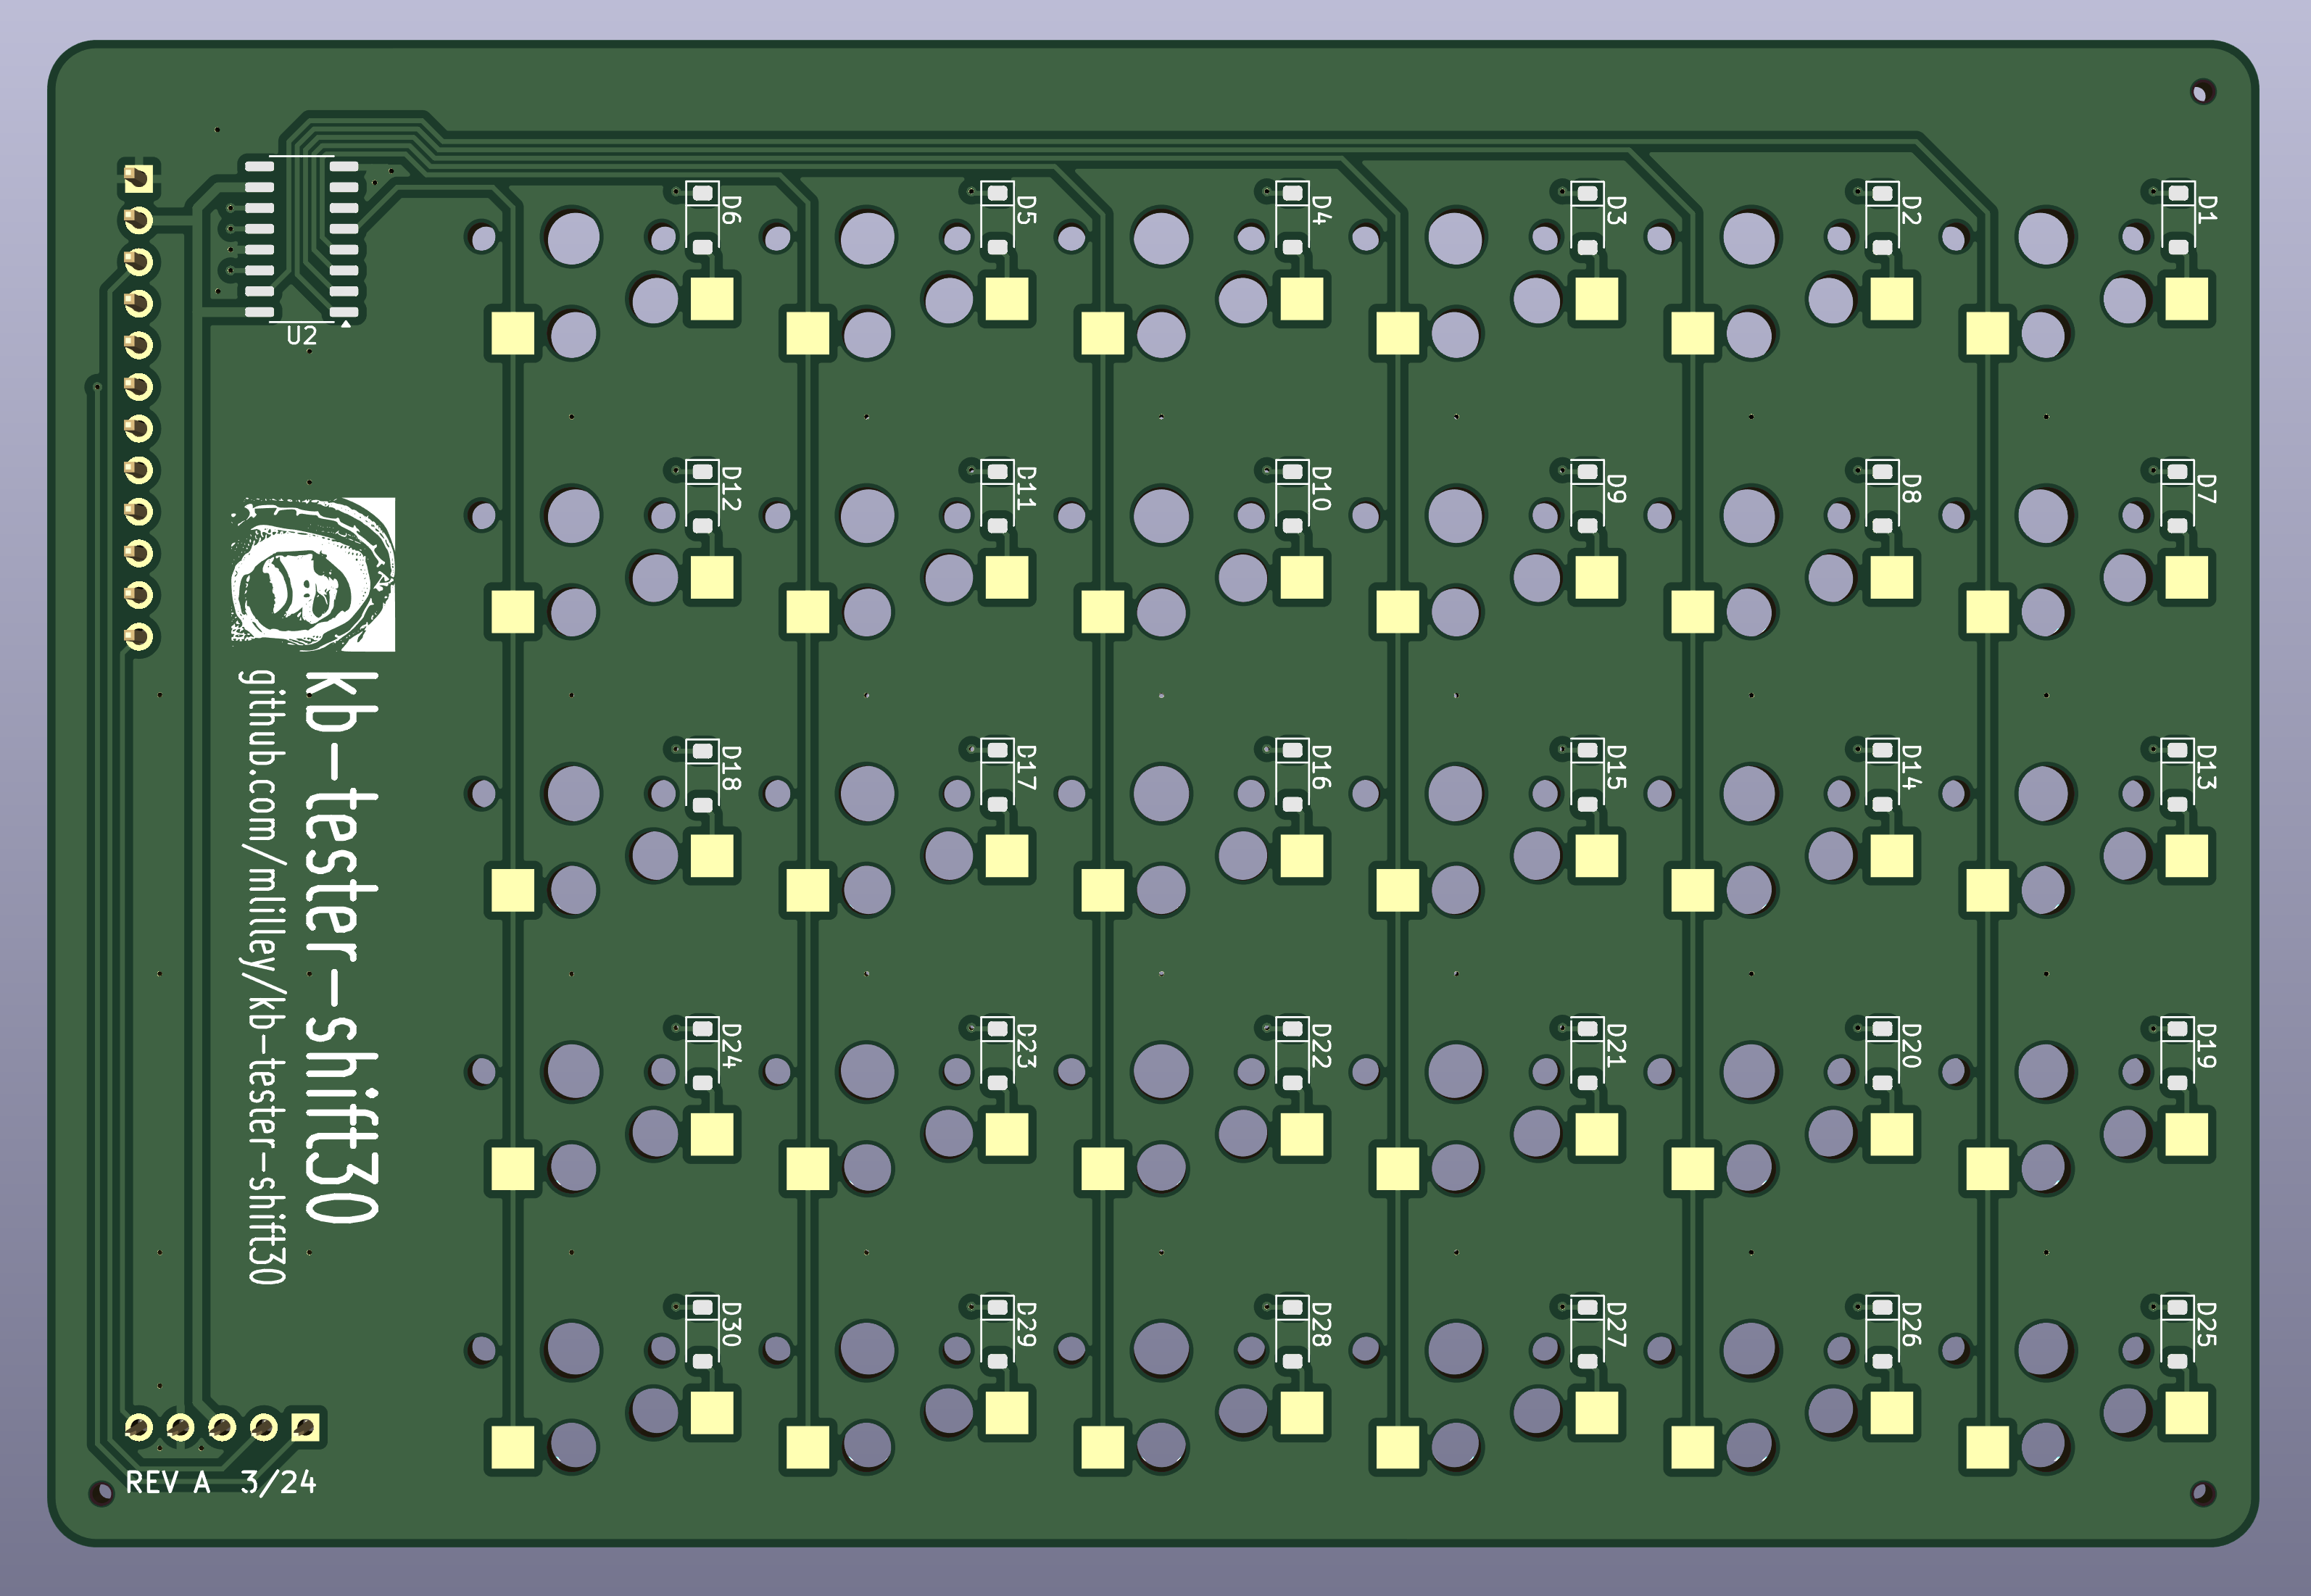 D6
D5
D4
D3
D2
D1
U2
D12
D11
D10
D9
D8
D7
kb-tester-shift30
github.com/mlilley/kb-tester-shift30
D18
D17
D16
D15
D14
D13
D24
D23
D22
D21
D20
D19
D30
D29
D28
D27
D26
D25
REV A 3/24